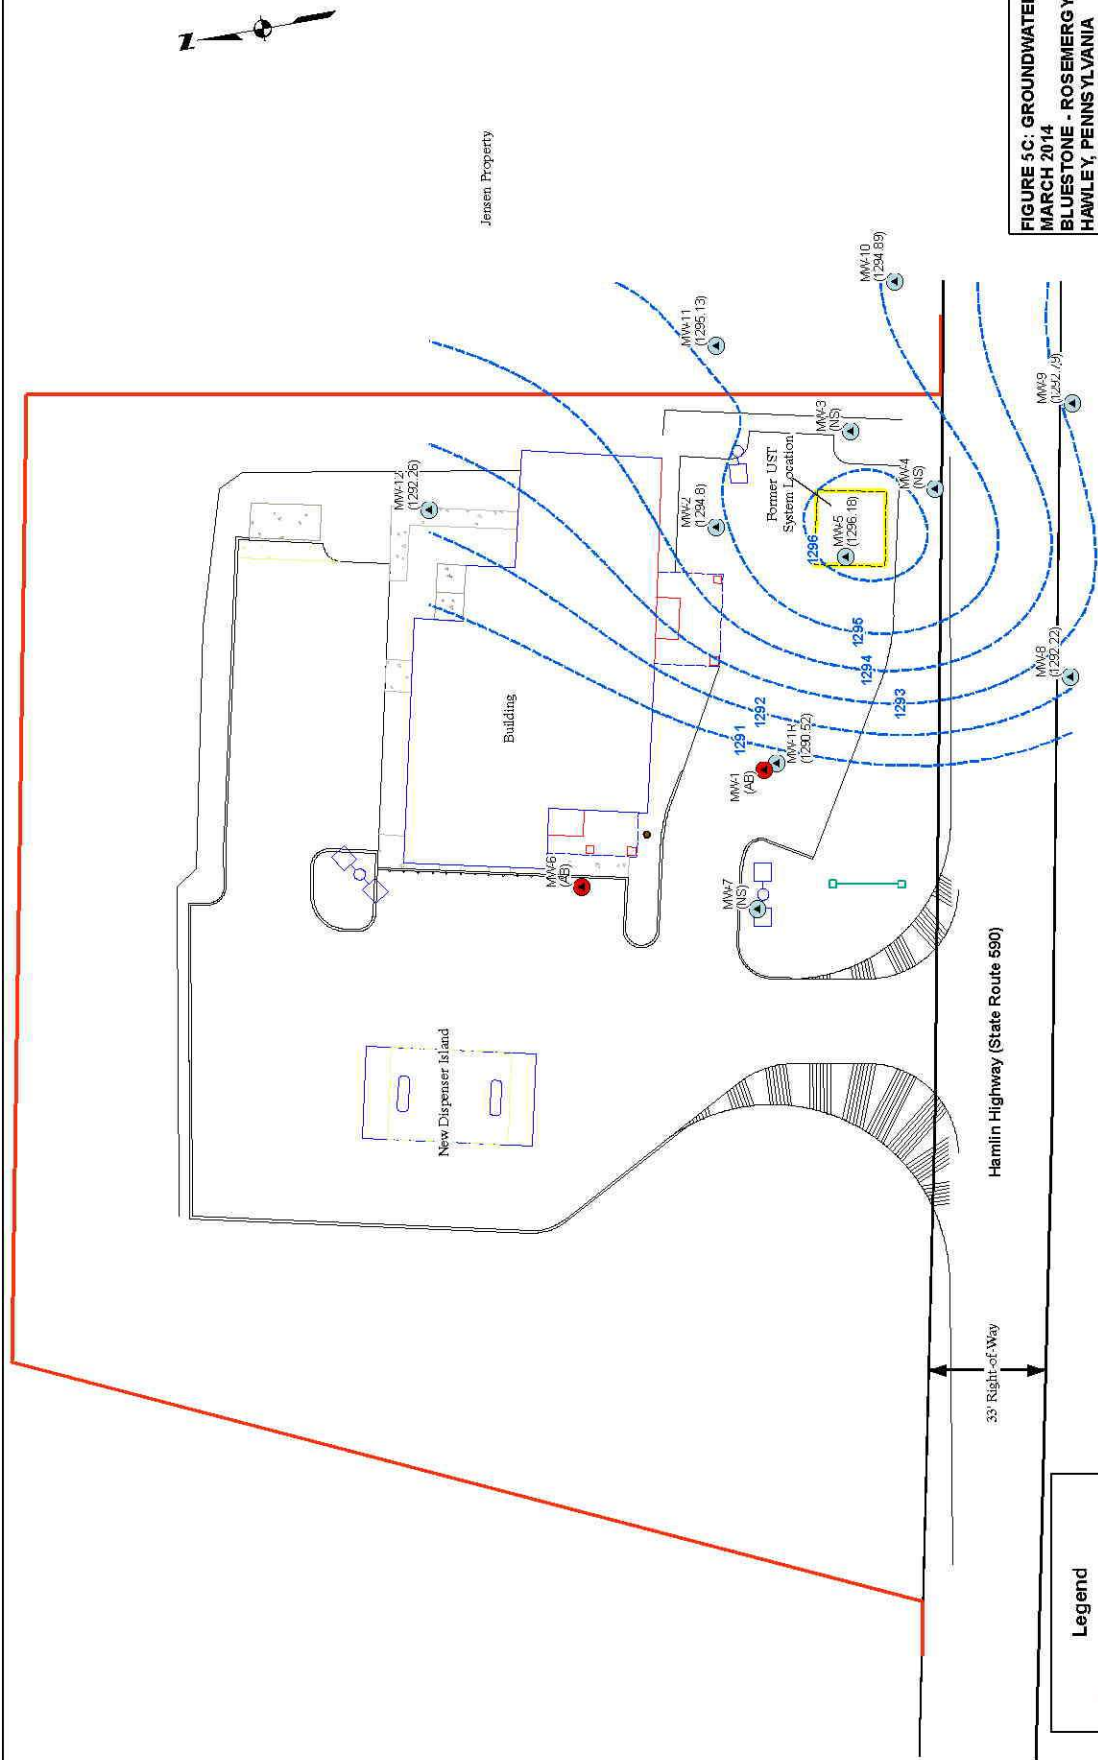 N
Jensen Property
FIGURE 5C: GROUNDWATER
MARCH 2014
BLUESTONE - ROSEMERGY
HAWLEY, PENNSYLVANIA
MW-10
(1294.89)
MW-11
(1295.13)
MW-9
(1292.79)
MW-3
(NS)
MW-4
(NS)
MW-12
(1292.26)
MW-2
(1294.8)
Former UST
System Location
MW-5
(1296.18)
1296
1295
1294
1293
1292
1291
MW-8
(1292.22)
Building
MW-1R
(1290.52)
MW-1
(AB)
MW-6
(AB)
MW-7
(NS)
New Dispenser Island
Hamlin Highway (State Route 590)
33' Right-of-Way
Legend